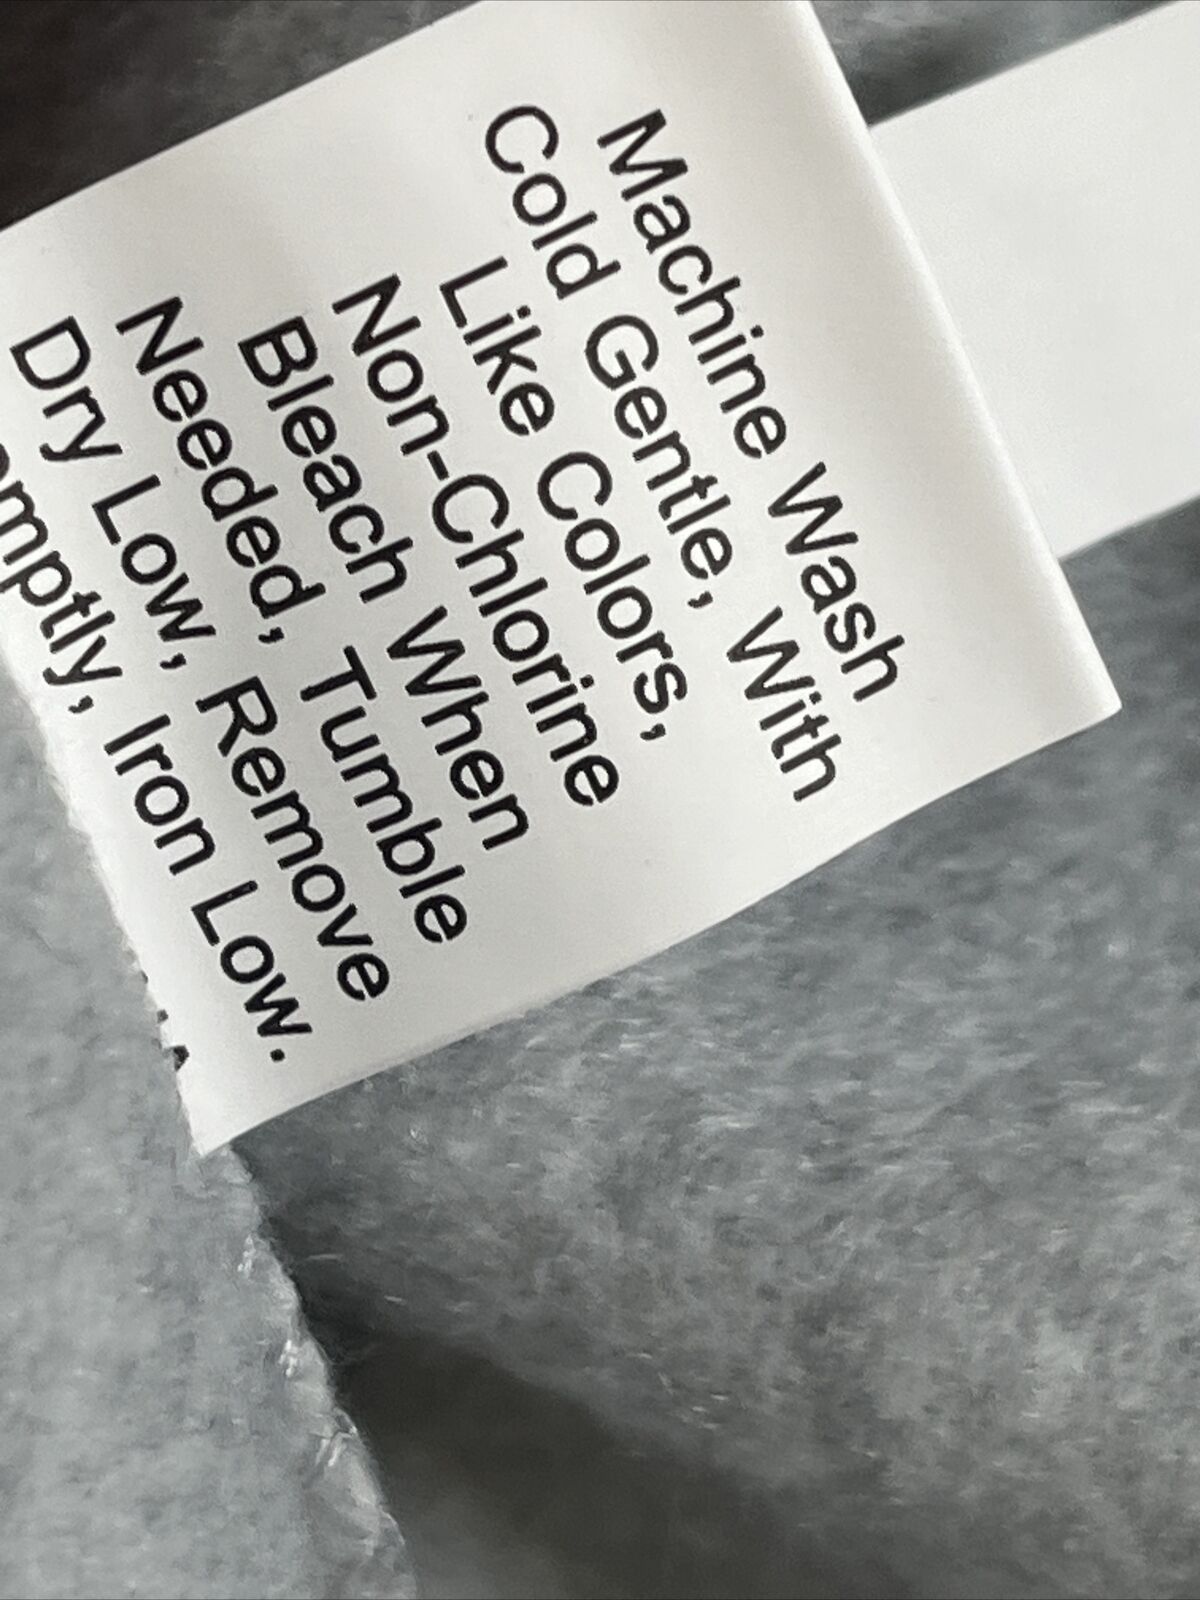 Machine Wash
Cold Gentle, With
Like Colors,
Non-Chlorine
Bleach When
Needed, Tumble
Dry Low, Remove
Iron Low.